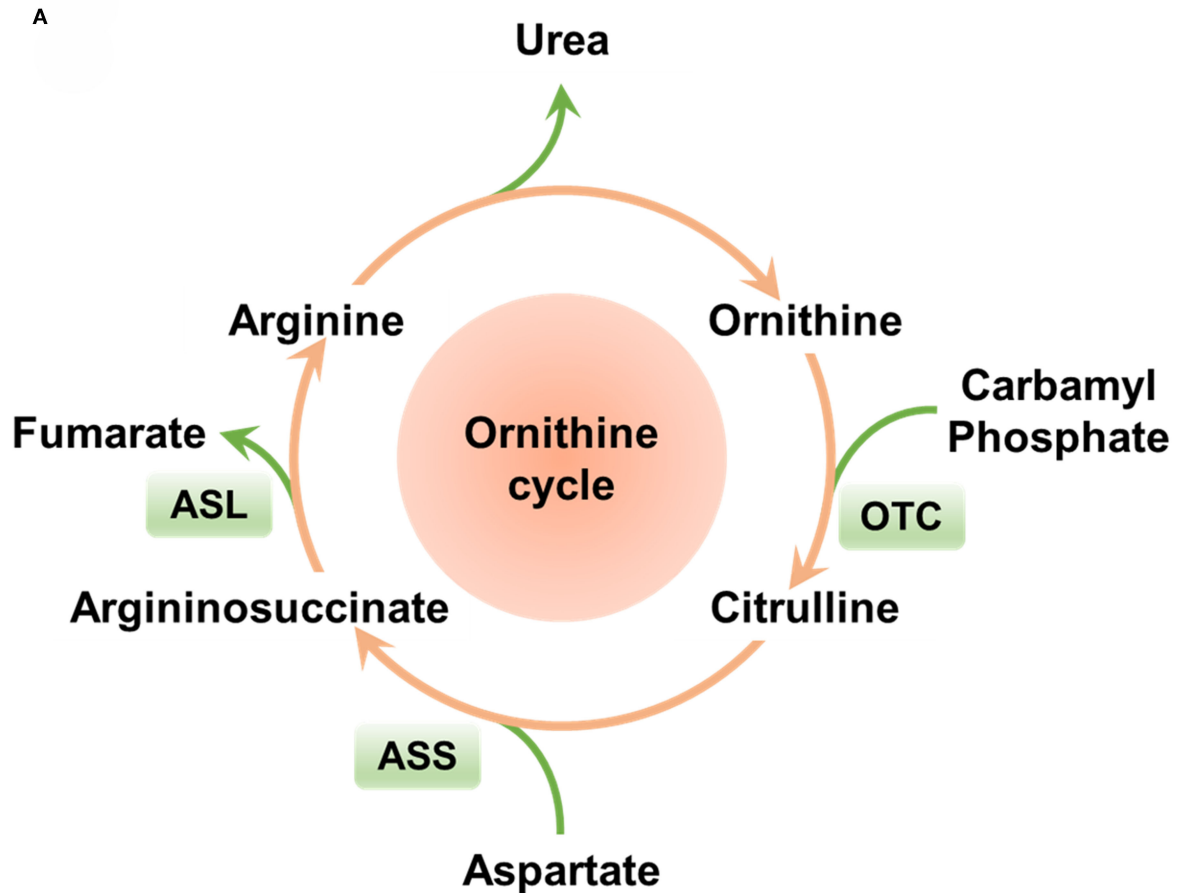 A
Urea
Arginine
Ornithine
Carbamyl
Phosphate
Fumarate
Ornithine
cycle
ASL
OTC
Argininosuccinate
Citrulline
ASS
Aspartate